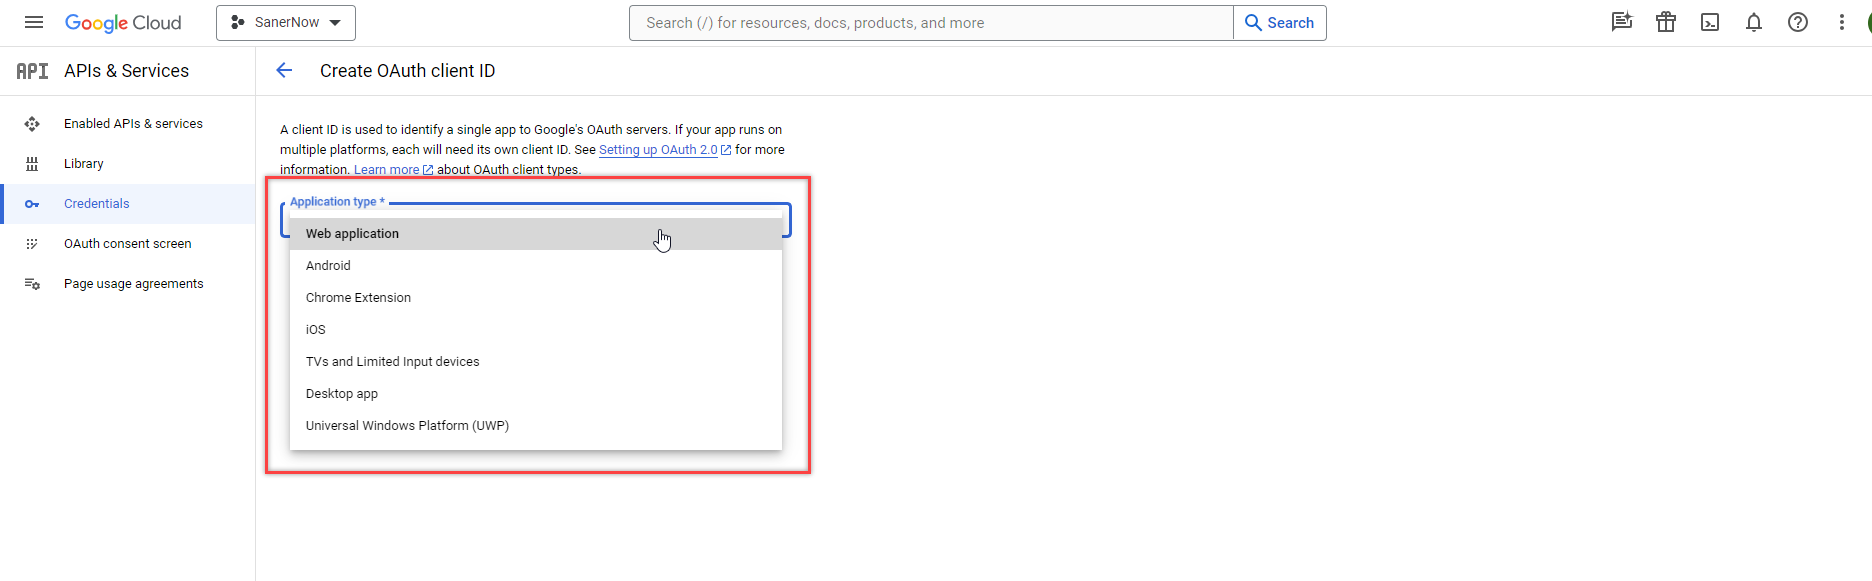 Google Cloud
SanerNow
Search (/) for resources, docs, products, and more
Search
API
APIs & Services
Create OAuth client ID
Enabled APIs & services
Library
Credentials
OAuth consent screen
Page usage agreements
A client ID is used to identify a single app to Google's OAuth servers. If your app runs on
multiple platforms, each will need its own client ID. See Setting up OAuth 2.0 for more
information. Learn more about OAuth client types.
Application type *
Web application
Android
Chrome Extension
iOS
TVs and Limited Input devices
Desktop app
Universal Windows Platform (UWP)